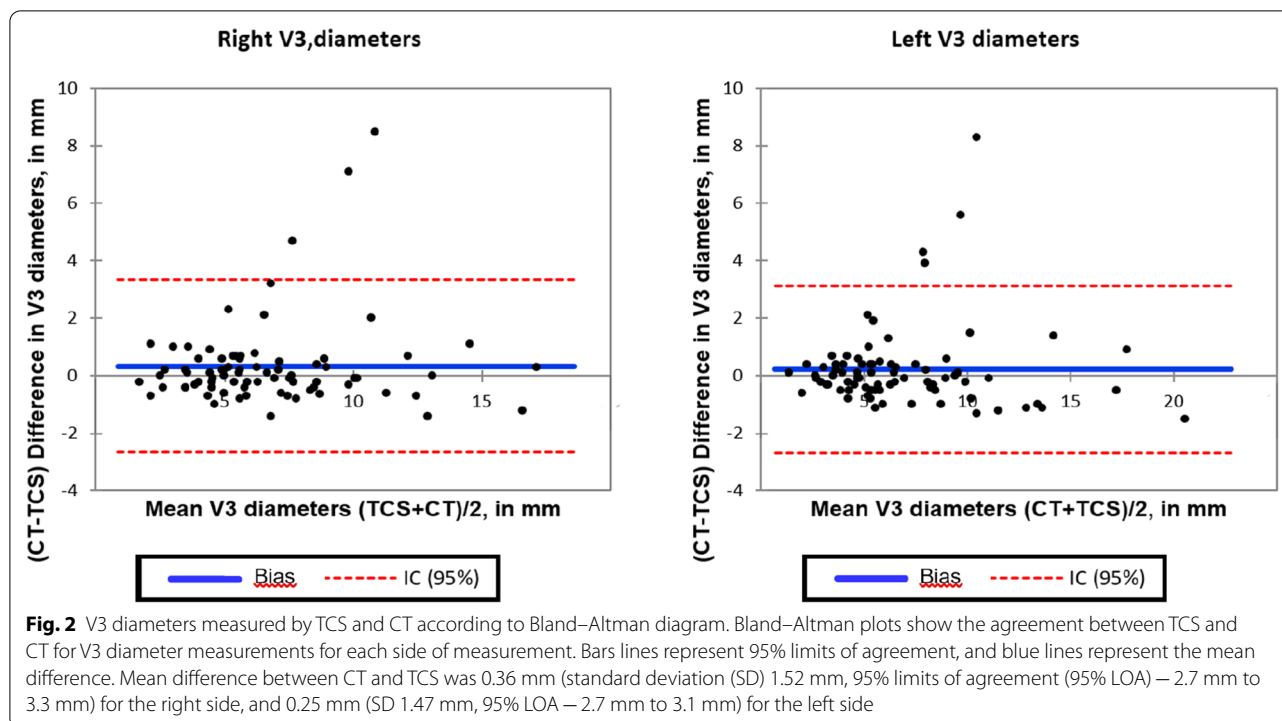 Right V3,diameters
Left V3 diameters
(CT-TCS) Difference in V3 diameters, in mm
10
8
6
4
2
0
-2
-4
5
10
15
Mean V3 diameters (TCS+CT)/2, in mm
Bias
IC (95%)
(CT-TCS) Difference in V3 diameters, in mm
10
8
6
4
2
0
-2
-4
5
10
15
20
Mean V3 diameters (CT+TCS)/2, in mm
Bias
IC (95%)
Fig. 2 V3 diameters measured by TCS and CT according to Bland–Altman diagram. Bland–Altman plots show the agreement between TCS and
CT for V3 diameter measurements for each side of measurement. Bars lines represent 95% limits of agreement, and blue lines represent the mean
difference. Mean difference between CT and TCS was 0.36 mm (standard deviation (SD) 1.52 mm, 95% limits of agreement (95% LOA) − 2.7 mm to
3.3 mm) for the right side, and 0.25 mm (SD 1.47 mm, 95% LOA − 2.7 mm to 3.1 mm) for the left side